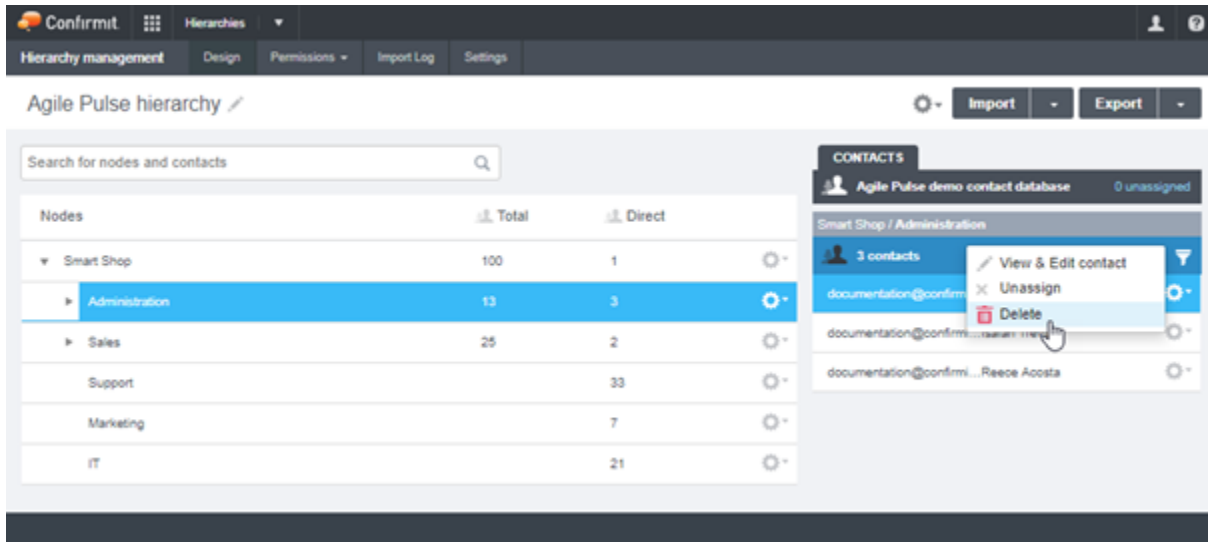 Confirmit Hierarchies
Hierarchy management Design Permissions Import Log Settings
Agile Pulse hierarchy Import Export
Search for nodes and contacts
Nodes Total Direct
Smart Shop 100 1
Administration 13 3
Sales 25 2
Support 33
Marketing 7
IT 21
CONTACTS
Agile Pulse demo contact database 0 unassigned
Smart Shop / Administration
3 contacts
View & Edit contact
Unassign
Delete
documentation@confirm
documentation@confirmi...Isaiah
documentation@confirmi...Reece Acosta